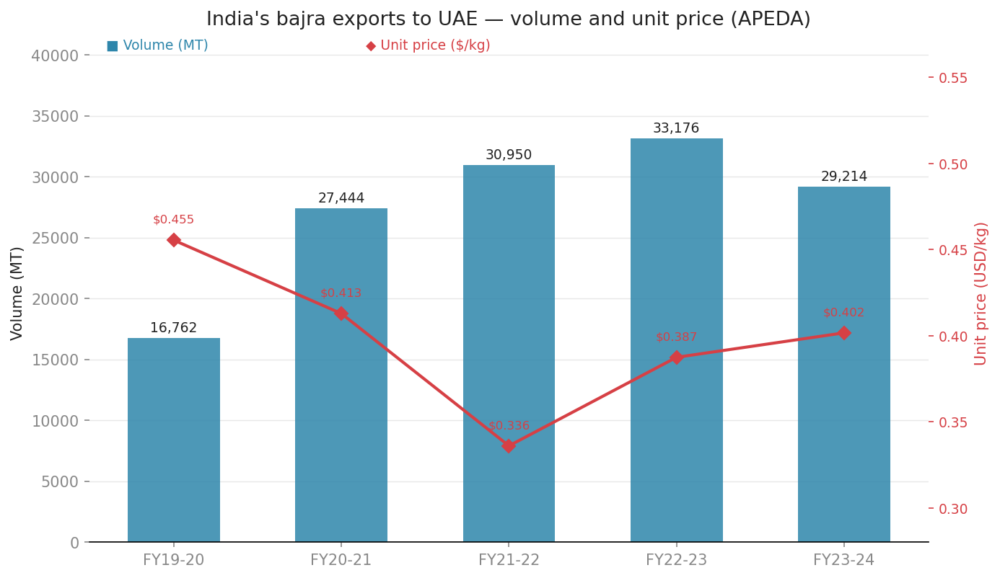 India's bajra exports to UAE — volume and unit price (APEDA)
■ Volume (MT)
◆ Unit price ($/kg)
Volume (MT)
40000
35000
30000
25000
20000
15000
10000
5000
0
16,762
27,444
30,950
33,176
29,214
$0.455
$0.413
$0.336
$0.387
$0.402
0.55
0.50
0.45
0.40
0.35
0.30
Unit price (USD/kg)
FY19-20
FY20-21
FY21-22
FY22-23
FY23-24